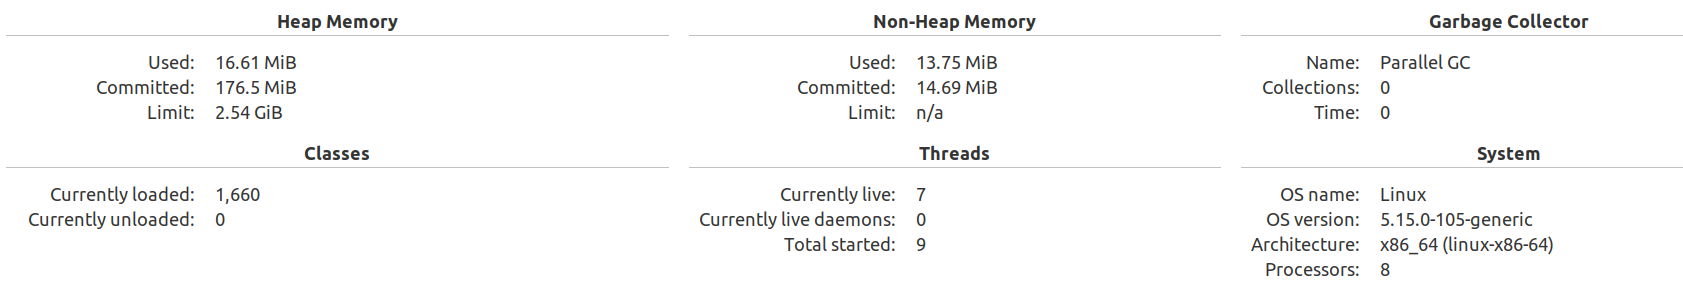 Heap Memory
Used: 16.61 MiB
Committed: 176.5 MiB
Limit: 2.54 GiB
Non-Heap Memory
Used: 13.75 MiB
Committed: 14.69 MiB
Limit: n/a
Garbage Collector
Name: Parallel GC
Collections: 0
Time: 0
Classes
Currently loaded: 1,660
Currently unloaded: 0
Threads
Currently live: 7
Currently live daemons: 0
Total started: 9
System
OS name: Linux
OS version: 5.15.0-105-generic
Architecture: x86_64 (linux-x86-64)
Processors: 8